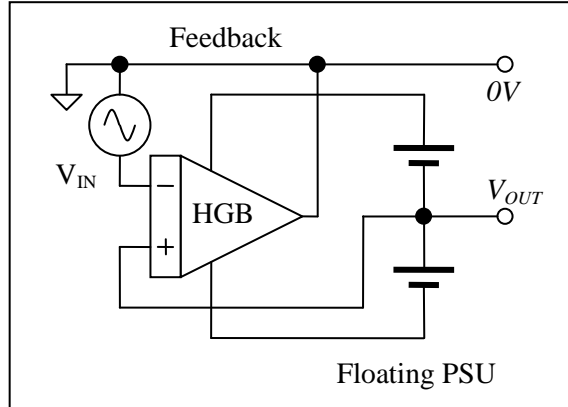 Feedback
0V
V_IN
−
HGB
V_OUT
+
Floating PSU